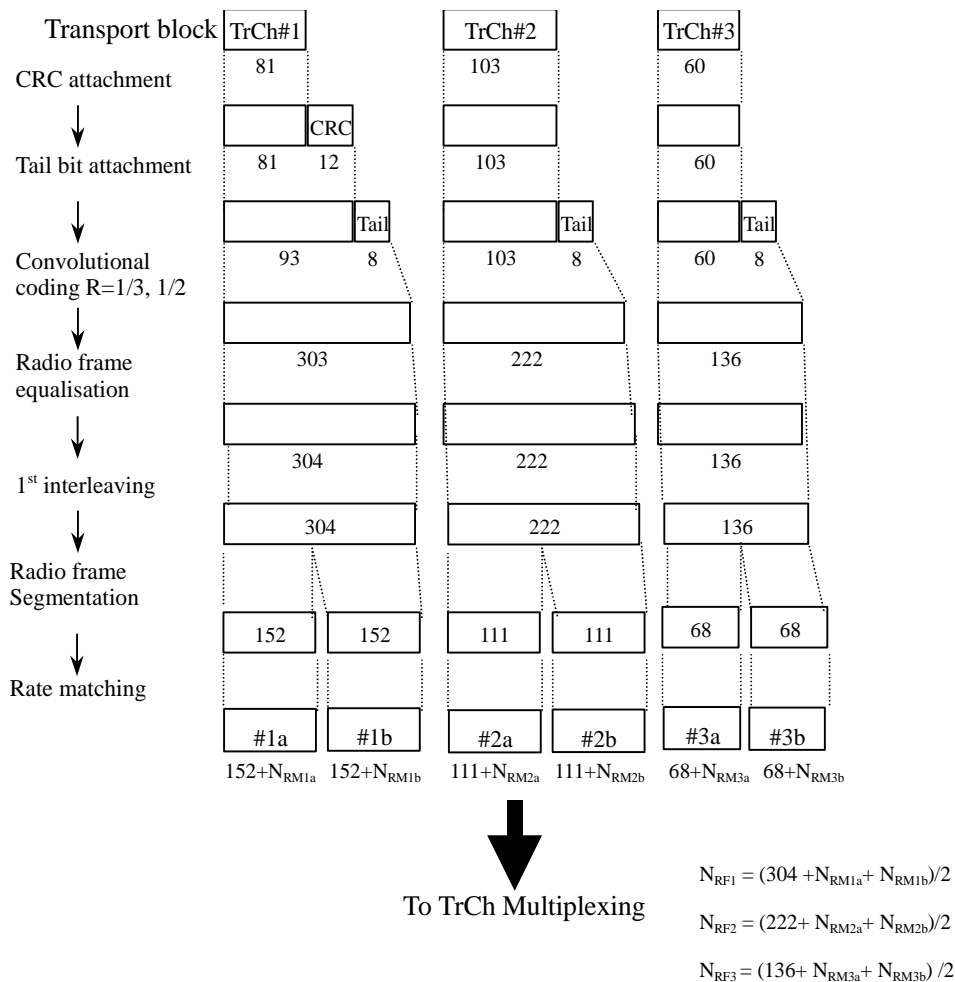 Transport block TrCh#1 TrCh#2 TrCh#3
81 103 60
CRC attachment
CRC
81 12 103 60
Tail bit attachment
Tail Tail Tail
93 8 103 8 60 8
Convolutional
coding R=1/3, 1/2
303 222 136
Radio frame
equalisation
304 222 136
1st interleaving
304 222 136
Radio frame
Segmentation
152 152 111 111 68 68
Rate matching
#1a #1b #2a #2b #3a #3b
152+NRM1a 152+NRM1b 111+NRM2a 111+NRM2b 68+NRM3a 68+NRM3b
To TrCh Multiplexing
NRF1 = (304 +NRM1a+ NRM1b)/2
NRF2 = (222+ NRM2a+ NRM2b)/2
NRF3 = (136+ NRM3a+ NRM3b) /2